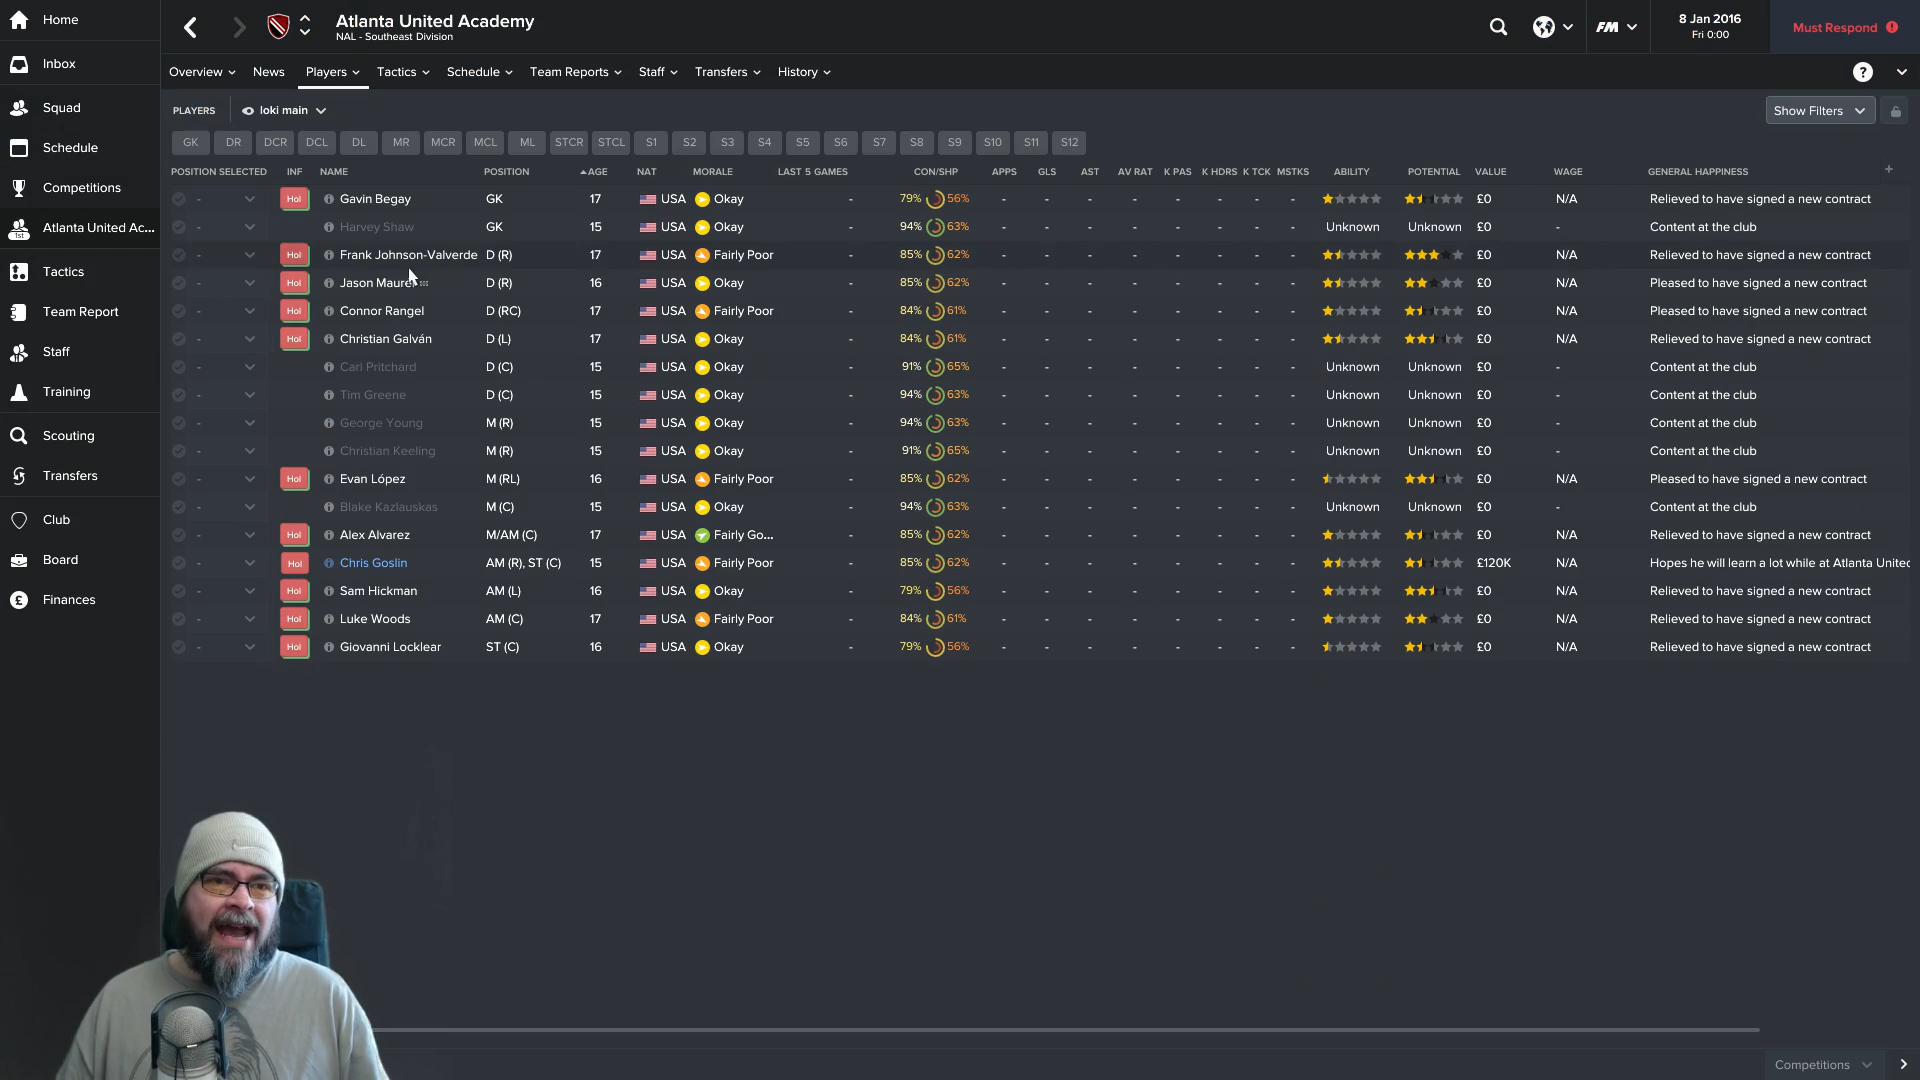 Home
Inbox
Squad
Schedule
Competitions
1st
Atlanta United Ac...
Tactics
Team Report
Staff
Training
Scouting
Transfers
Club
Board
£ Finances
Atlanta United Academy
NAL - Southeast Division
FM
8 Jan 2016
Fri 0:00
Must Respond
Overview News Players Tactics Schedule Team Reports Staff Transfers History
?
PLAYERS loki main Show Filters
GK DR DCR DCL DL MR MCR MCL ML STCR STCL S1 S2 S3 S4 S5 S6 S7 S8 S9 S10 S11 S12
POSITION SELECTED INF NAME POSITION AGE NAT MORALE LAST 5 GAMES CON/SHP APPS GLS AST AV RAT K PAS K HDRS K TCK MSTKS ABILITY POTENTIAL VALUE WAGE GENERAL HAPPINESS +
- Hol Gavin Begay GK 17 USA Okay - 79% 56% - - - - - - - - £0 N/A Relieved to have signed a new contract
- Harvey Shaw GK 15 USA Okay - 94% 63% - - - - - - - - Unknown Unknown £0 - Content at the club
- Hol Frank Johnson-Valverde D (R) 17 USA Fairly Poor - 85% 62% - - - - - - - - £0 N/A Relieved to have signed a new contract
- Hol Jason Maurer D (R) 16 USA Okay - 85% 62% - - - - - - - - £0 N/A Pleased to have signed a new contract
- Hol Connor Rangel D (RC) 17 USA Fairly Poor - 84% 61% - - - - - - - - £0 N/A Pleased to have signed a new contract
- Hol Christian Galván D (L) 17 USA Okay - 84% 61% - - - - - - - - £0 N/A Relieved to have signed a new contract
- Carl Pritchard D (C) 15 USA Okay - 91% 65% - - - - - - - - Unknown Unknown £0 - Content at the club
- Tim Greene D (C) 15 USA Okay - 94% 63% - - - - - - - - Unknown Unknown £0 - Content at the club
- George Young M (R) 15 USA Okay - 94% 63% - - - - - - - - Unknown Unknown £0 - Content at the club
- Christian Keeling M (R) 15 USA Okay - 91% 65% - - - - - - - - Unknown Unknown £0 - Content at the club
- Hol Evan López M (RL) 16 USA Fairly Poor - 85% 62% - - - - - - - - £0 N/A Pleased to have signed a new contract
- Blake Kazlauskas M (C) 15 USA Okay - 94% 63% - - - - - - - - Unknown Unknown £0 - Content at the club
- Hol Alex Alvarez M/AM (C) 17 USA Fairly Go... - 85% 62% - - - - - - - - £0 N/A Relieved to have signed a new contract
- Hol Chris Goslin AM (R), ST (C) 15 USA Fairly Poor - 85% 62% - - - - - - - - £120K N/A Hopes he will learn a lot while at Atlanta United
- Hol Sam Hickman AM (L) 16 USA Okay - 79% 56% - - - - - - - - £0 N/A Relieved to have signed a new contract
- Hol Luke Woods AM (C) 17 USA Fairly Poor - 84% 61% - - - - - - - - £0 N/A Relieved to have signed a new contract
- Hol Giovanni Locklear ST (C) 16 USA Okay - 79% 56% - - - - - - - - £0 N/A Relieved to have signed a new contract
Competitions